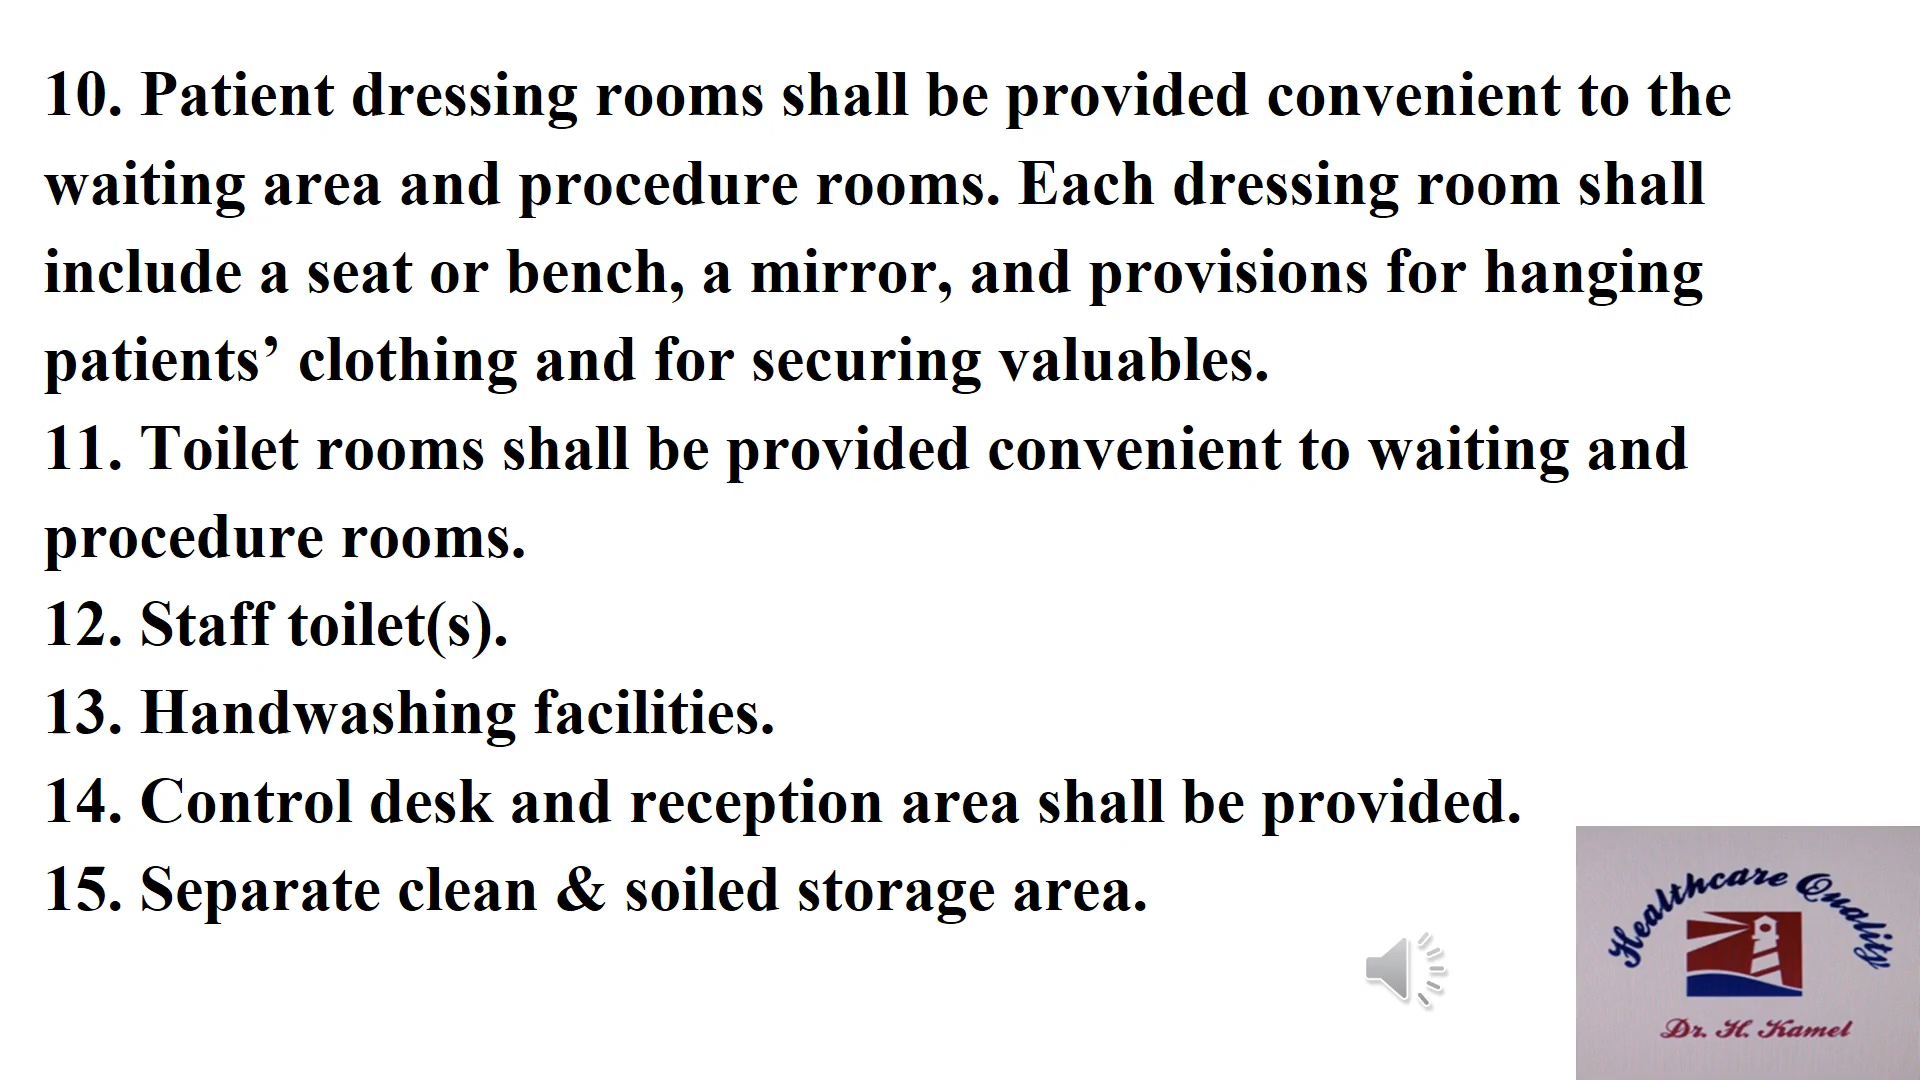 10. Patient dressing rooms shall be provided convenient to the
waiting area and procedure rooms. Each dressing room shall
include a seat or bench, a mirror, and provisions for hanging
patients’ clothing and for securing valuables.
11. Toilet rooms shall be provided convenient to waiting and
procedure rooms.
12. Staff toilet(s).
13. Handwashing facilities.
14. Control desk and reception area shall be provided.
15. Separate clean & soiled storage area.
Healthcare Quality
Dr. H. Kamel